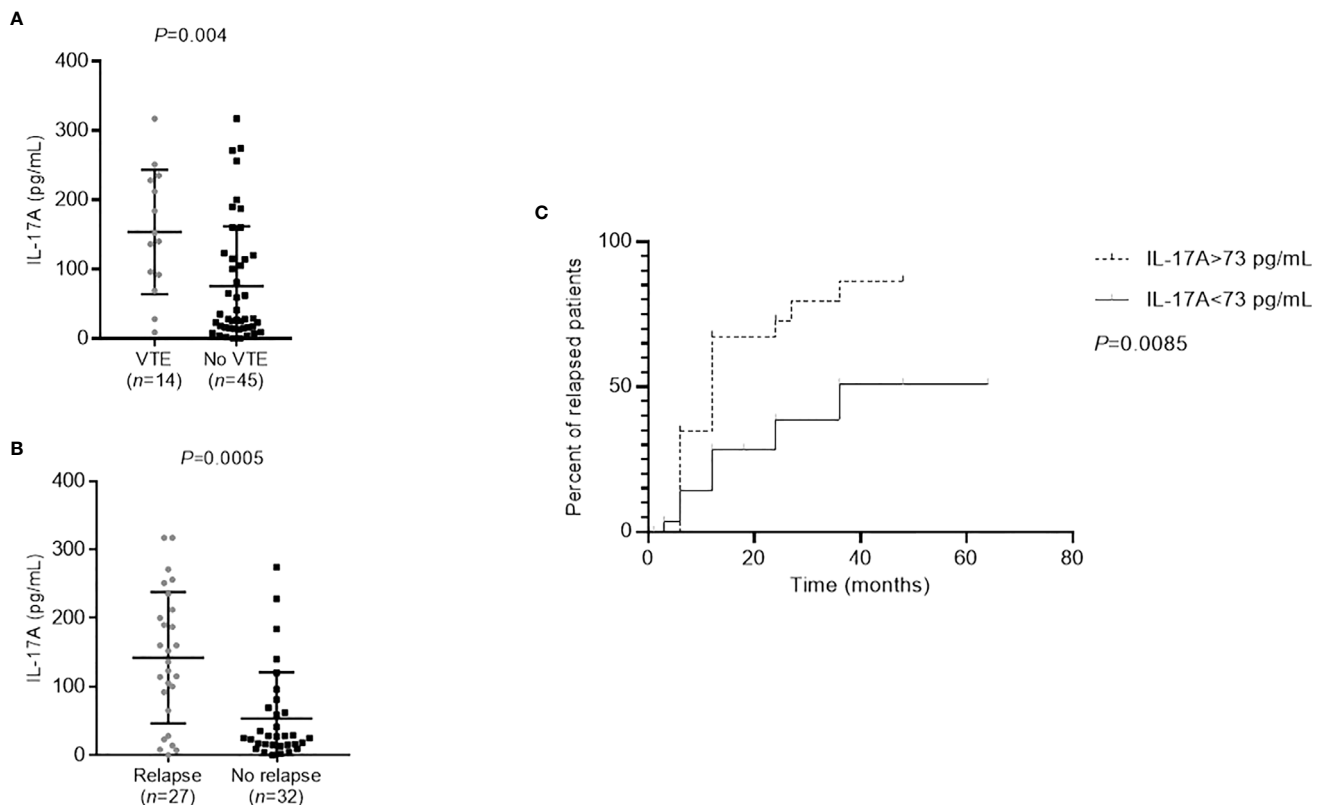 A
P=0.004
400
300
200
100
0
IL-17A (pg/mL)
VTE
(n=14)
No VTE
(n=45)
B
P=0.0005
400
300
200
100
0
IL-17A (pg/mL)
Relapse
(n=27)
No relapse
(n=32)
C
100
50
0
Percent of relapsed patients
0 20 40 60 80
Time (months)
IL-17A>73 pg/mL
IL-17A<73 pg/mL
P=0.0085